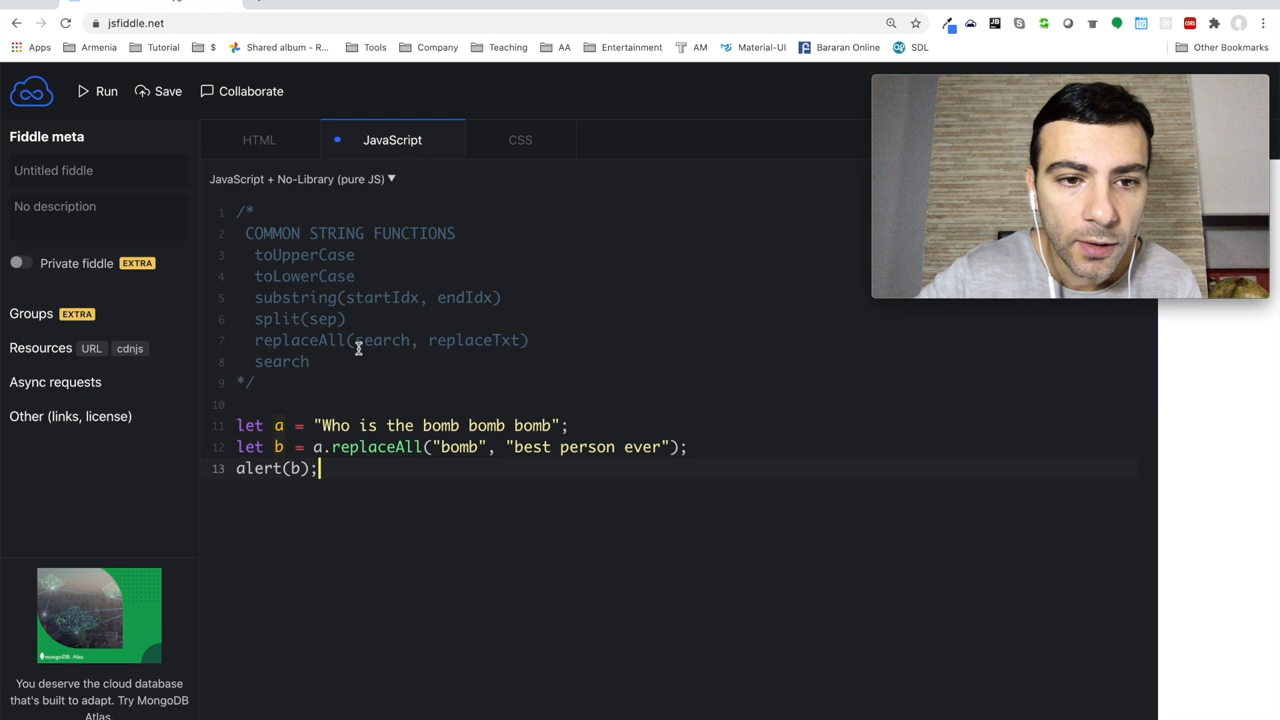 jsfiddle.net
Apps Armenia Tutorial $ Shared album - R... Tools Company Teaching AA Entertainment AM Material-UI Bararan Online SDL Other Bookmarks
Run Save Collaborate
Fiddle meta
Untitled fiddle
No description
Private fiddle EXTRA
Groups EXTRA
Resources URL cdnjs
Async requests
Other (links, license)
mongoDB. Atlas
You deserve the cloud database
that's built to adapt. Try MongoDB
Atlas.
HTML JavaScript CSS
JavaScript + No-Library (pure JS) ▼
1 /*
2 COMMON STRING FUNCTIONS
3 toUpperCase
4 toLowerCase
5 substring(startIdx, endIdx)
6 split(sep)
7 replaceAll(search, replaceTxt)
8 search
9 */
10
11 let a = "Who is the bomb bomb bomb";
12 let b = a.replaceAll("bomb", "best person ever");
13 alert(b);